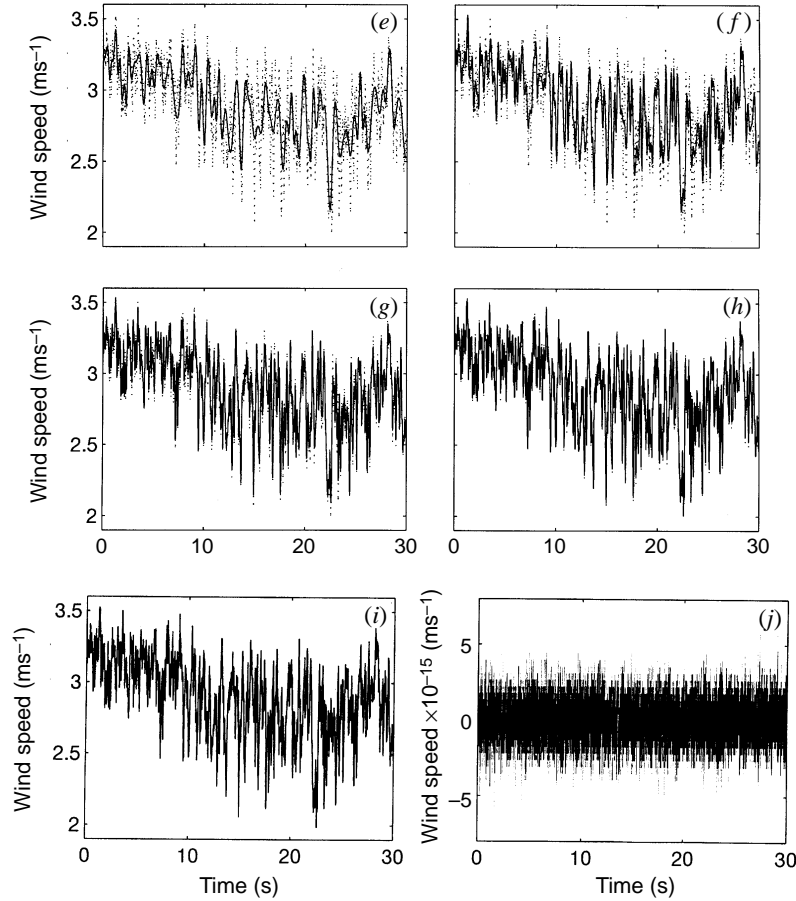 (e)
3.5
3
2.5
2
Wind speed (ms⁻¹)
(f)
(g)
3.5
3
2.5
2
Wind speed (ms⁻¹)
0 10 20 30
(h)
0 10 20 30
(i)
3.5
3
2.5
2
Wind speed (ms⁻¹)
0 10 20 30
Time (s)
(j)
5
0
−5
Wind speed ×10⁻¹⁵ (ms⁻¹)
0 10 20 30
Time (s)